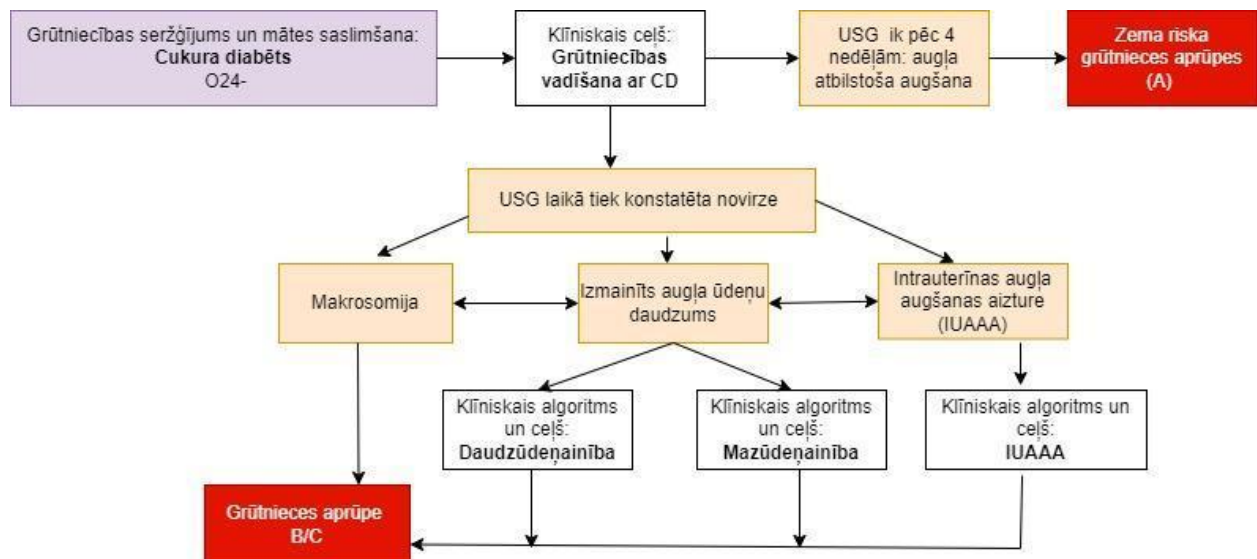 Grūtniecības seržģījums un mātes saslimšana:
Cukura diabēts
O24-
Klīniskais ceļš:
Grūtniecības
vadīšana ar CD
USG ik pēc 4
nedēļām: augļa
atbilstoša augšana
Zema riska
grūtnieces aprūpes
(A)
USG laikā tiek konstatēta novirze
Makrosomija
Izmainīts augļa ūdeņu
daudzums
Intrauterīnas augļa
augšanas aizture
(IUAAA)
Klīniskais algoritms
un ceļš:
Daudzūdeņainība
Klīniskais algoritms
un ceļš:
Mazūdeņainība
Klīniskais algoritms un
ceļš:
IUAAA
Grūtnieces aprūpe
B/C